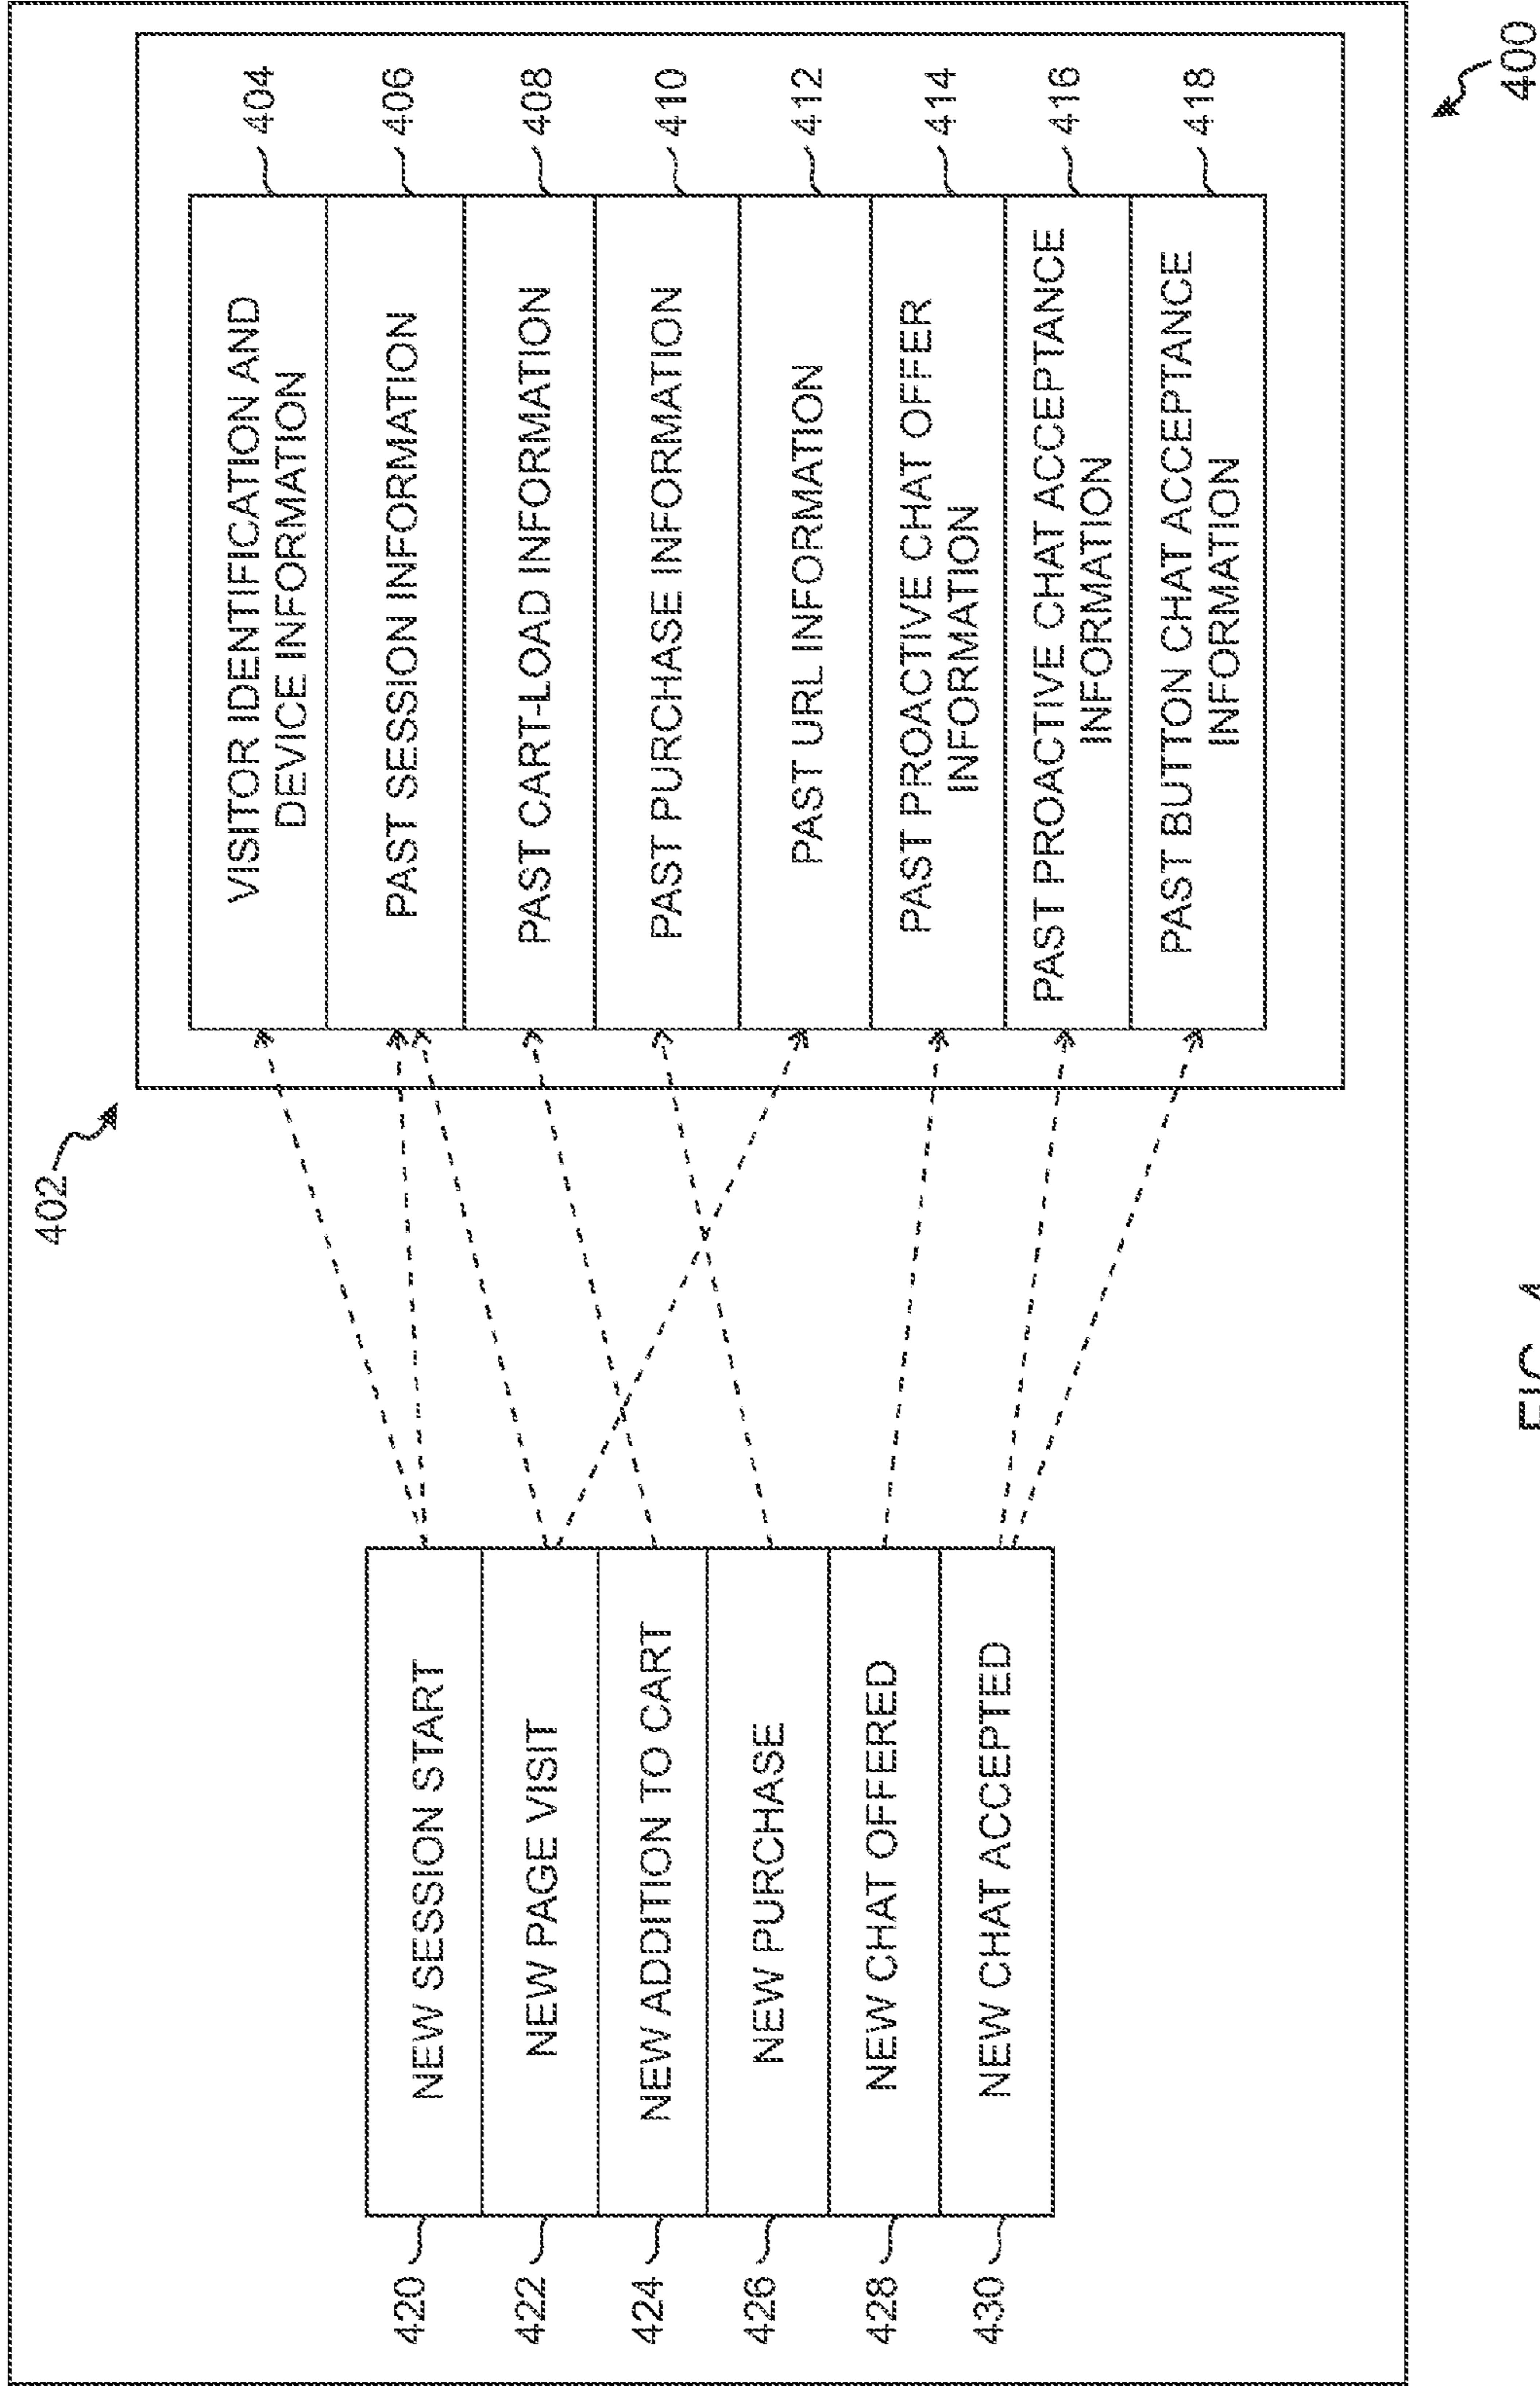 402
420
NEW SESSION START
422
NEW PAGE VISIT
424
NEW ADDITION TO CART
426
NEW PURCHASE
428
NEW CHAT OFFERED
430
NEW CHAT ACCEPTED
VISITOR IDENTIFICATION AND
DEVICE INFORMATION
404
PAST SESSION INFORMATION
406
PAST CART-LOAD INFORMATION
408
PAST PURCHASE INFORMATION
410
PAST URL INFORMATION
412
PAST PROACTIVE CHAT OFFER
INFORMATION
414
PAST PROACTIVE CHAT ACCEPTANCE
INFORMATION
416
PAST BUTTON CHAT ACCEPTANCE
INFORMATION
418
400
FIG. 4